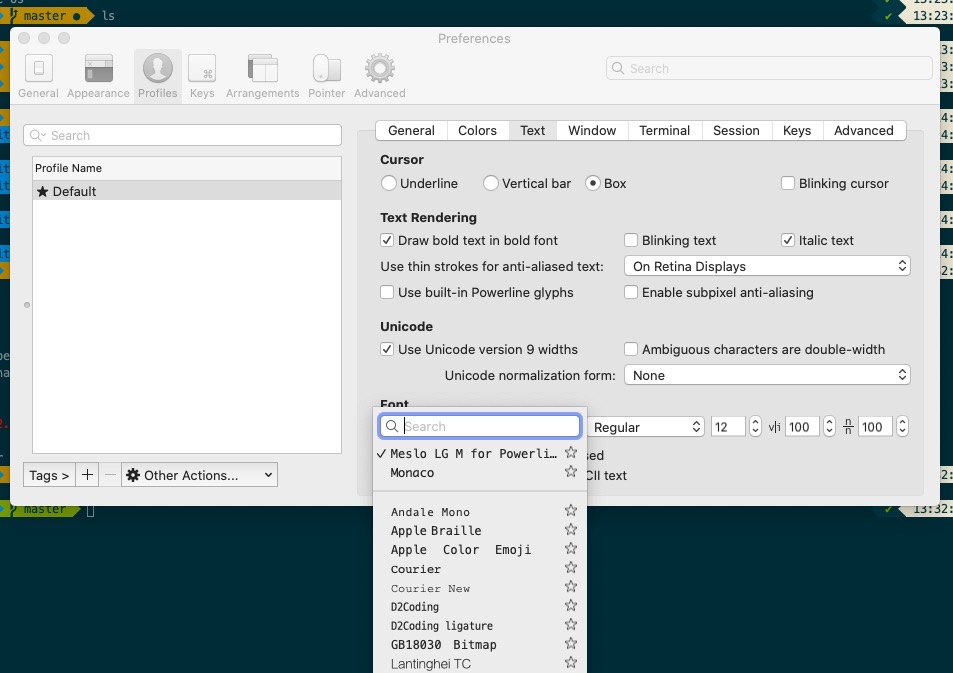 master ● ls
✔ 13:23:
Preferences
General Appearance Profiles Keys Arrangements Pointer Advanced
Search
Search
General Colors Text Window Terminal Session Keys Advanced
Profile Name
★ Default
Cursor
Underline Vertical bar Box Blinking cursor
Text Rendering
Draw bold text in bold font Blinking text Italic text
Use thin strokes for anti-aliased text: On Retina Displays
Use built-in Powerline glyphs Enable subpixel anti-aliasing
Unicode
Use Unicode version 9 widths Ambiguous characters are double-width
Unicode normalization form: None
Font
Search
Regular 12 v|i 100 n/n 100
✓ Meslo LG M for Powerli…
Monaco
CII text
Tags > + − Other Actions...
Andale Mono
Apple Braille
Apple Color Emoji
Courier
Courier New
D2Coding
D2Coding ligature
GB18030 Bitmap
Lantinghei TC
master
✔ 13:32: